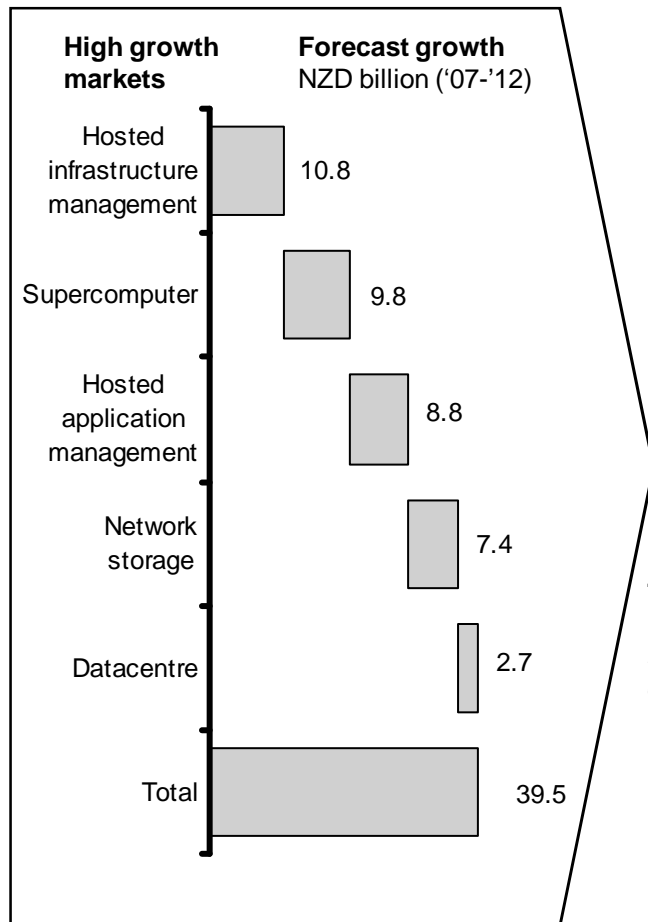 High growth
markets
Forecast growth
NZD billion (‘07-’12)
Hosted
infrastructure
management
10.8
Supercomputer
9.8
Hosted
application
management
8.8
Network
storage
7.4
Datacentre
2.7
Total
39.5